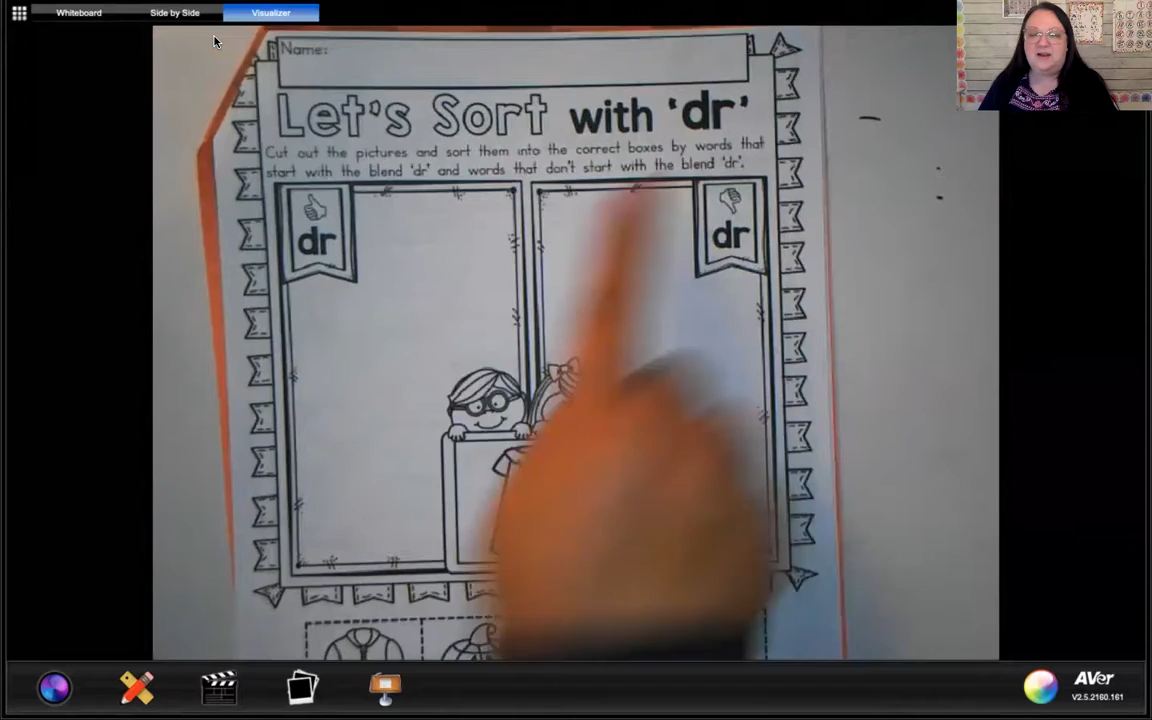 Whiteboard
Side by Side
Visualizer
Name:
Let's Sort with 'dr'
Cut out the pictures and sort them into the correct boxes by words that
start with the blend 'dr' and words that don't start with the blend 'dr'.
dr
dr
AVer
V2.5.2160.161